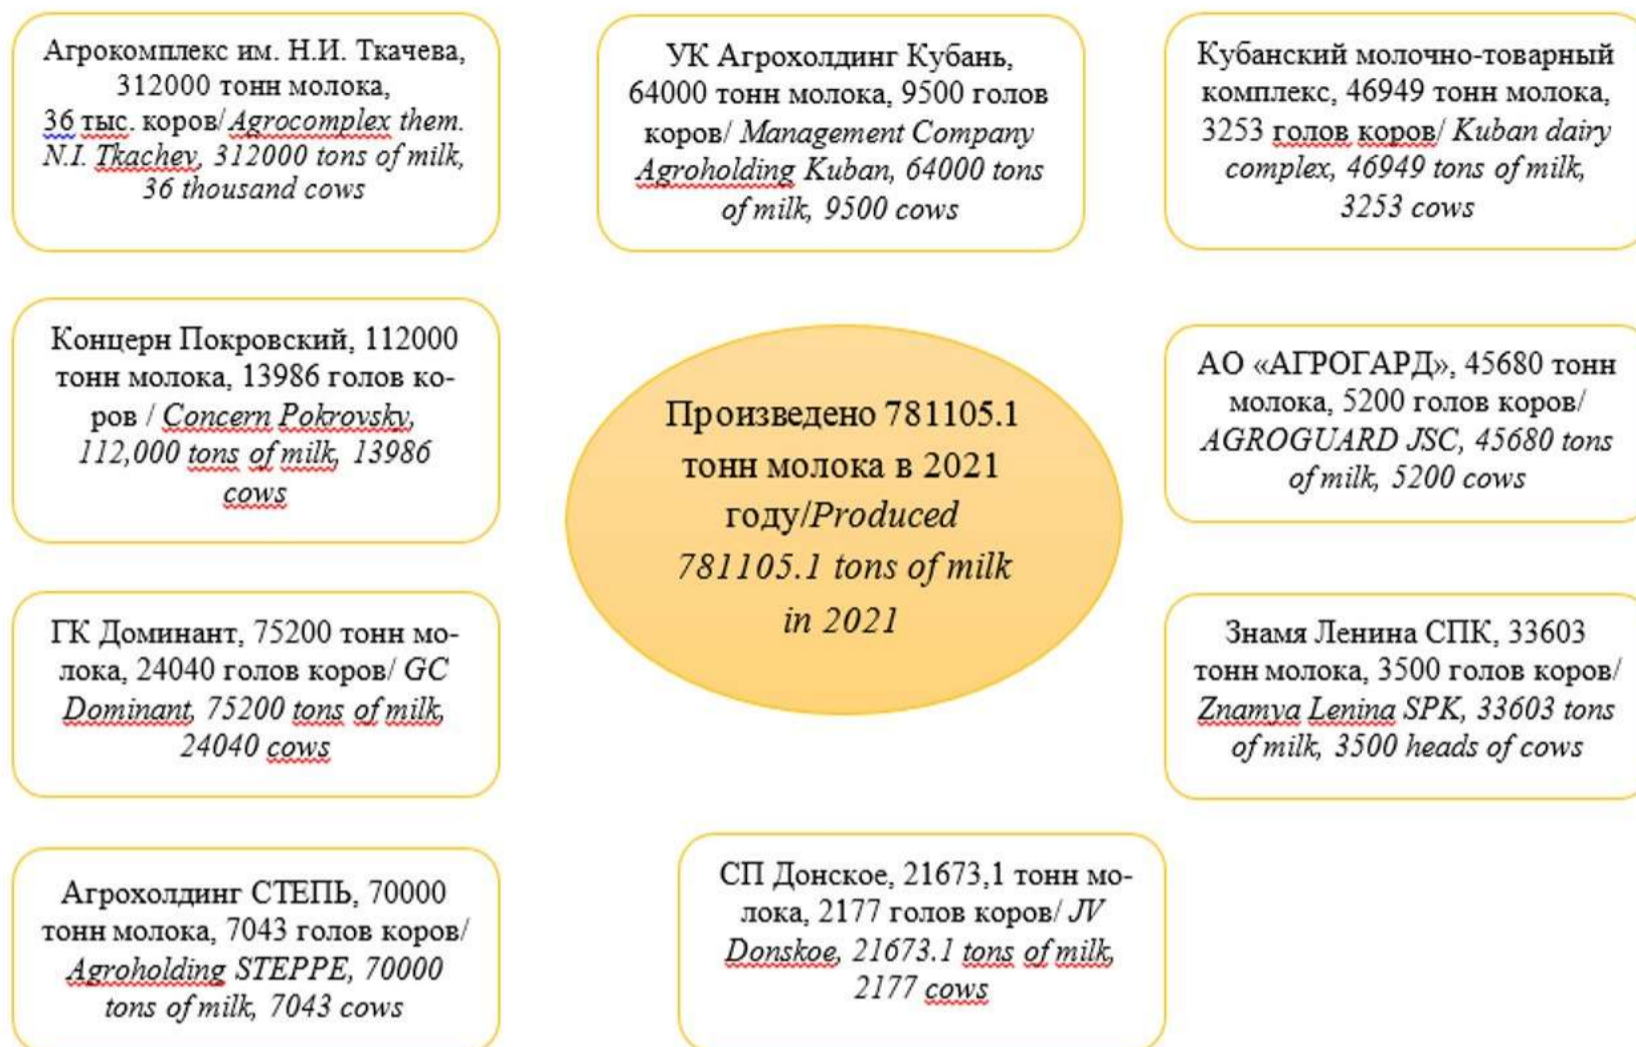 Агрокомплекс им. Н.И. Ткачева,
312000 тонн молока,
36 тыс. коров/Agrocomplex them.
N.I. Tkachev, 312000 tons of milk,
36 thousand cows
УК Агрохолдинг Кубань,
64000 тонн молока, 9500 голов
коров/ Management Company
Agroholding Kuban, 64000 tons
of milk, 9500 cows
Кубанский молочно-товарный
комплекс, 46949 тонн молока,
3253 голов коров/ Kuban dairy
complex, 46949 tons of milk,
3253 cows
Концерн Покровский, 112000
тонн молока, 13986 голов ко-
ров / Concern Pokrovsky,
112,000 tons of milk, 13986
cows
Произведено 781105.1
тонн молока в 2021
году/Produced
781105.1 tons of milk
in 2021
АО «АГРОГАРД», 45680 тонн
молока, 5200 голов коров/
AGROGUARD JSC, 45680 tons
of milk, 5200 cows
ГК Доминант, 75200 тонн мо-
лока, 24040 голов коров/ GC
Dominant, 75200 tons of milk,
24040 cows
Знамя Ленина СПК, 33603
тонн молока, 3500 голов коров/
Znamya Lenina SPK, 33603 tons
of milk, 3500 heads of cows
Агрохолдинг СТЕПЬ, 70000
тонн молока, 7043 голов коров/
Agroholding STEPPE, 70000
tons of milk, 7043 cows
СП Донское, 21673,1 тонн мо-
лока, 2177 голов коров/ JV
Donskoe, 21673.1 tons of milk,
2177 cows